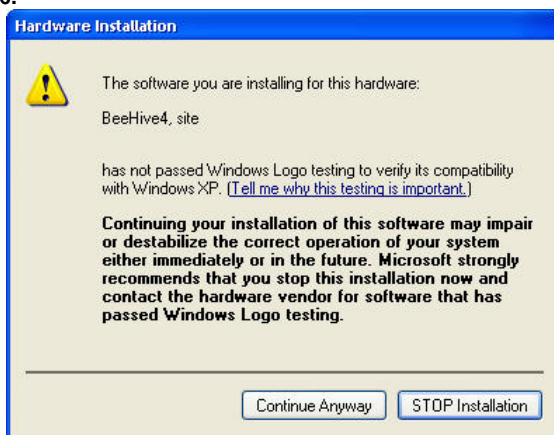 Hardware Installation
The software you are installing for this hardware:
BeeHive4, site
has not passed Windows Logo testing to verify its compatibility
with Windows XP. (Tell me why this testing is important.)
Continuing your installation of this software may impair
or destabilize the correct operation of your system
either immediately or in the future. Microsoft strongly
recommends that you stop this installation now and
contact the hardware vendor for software that has
passed Windows Logo testing.
Continue Anyway
STOP Installation